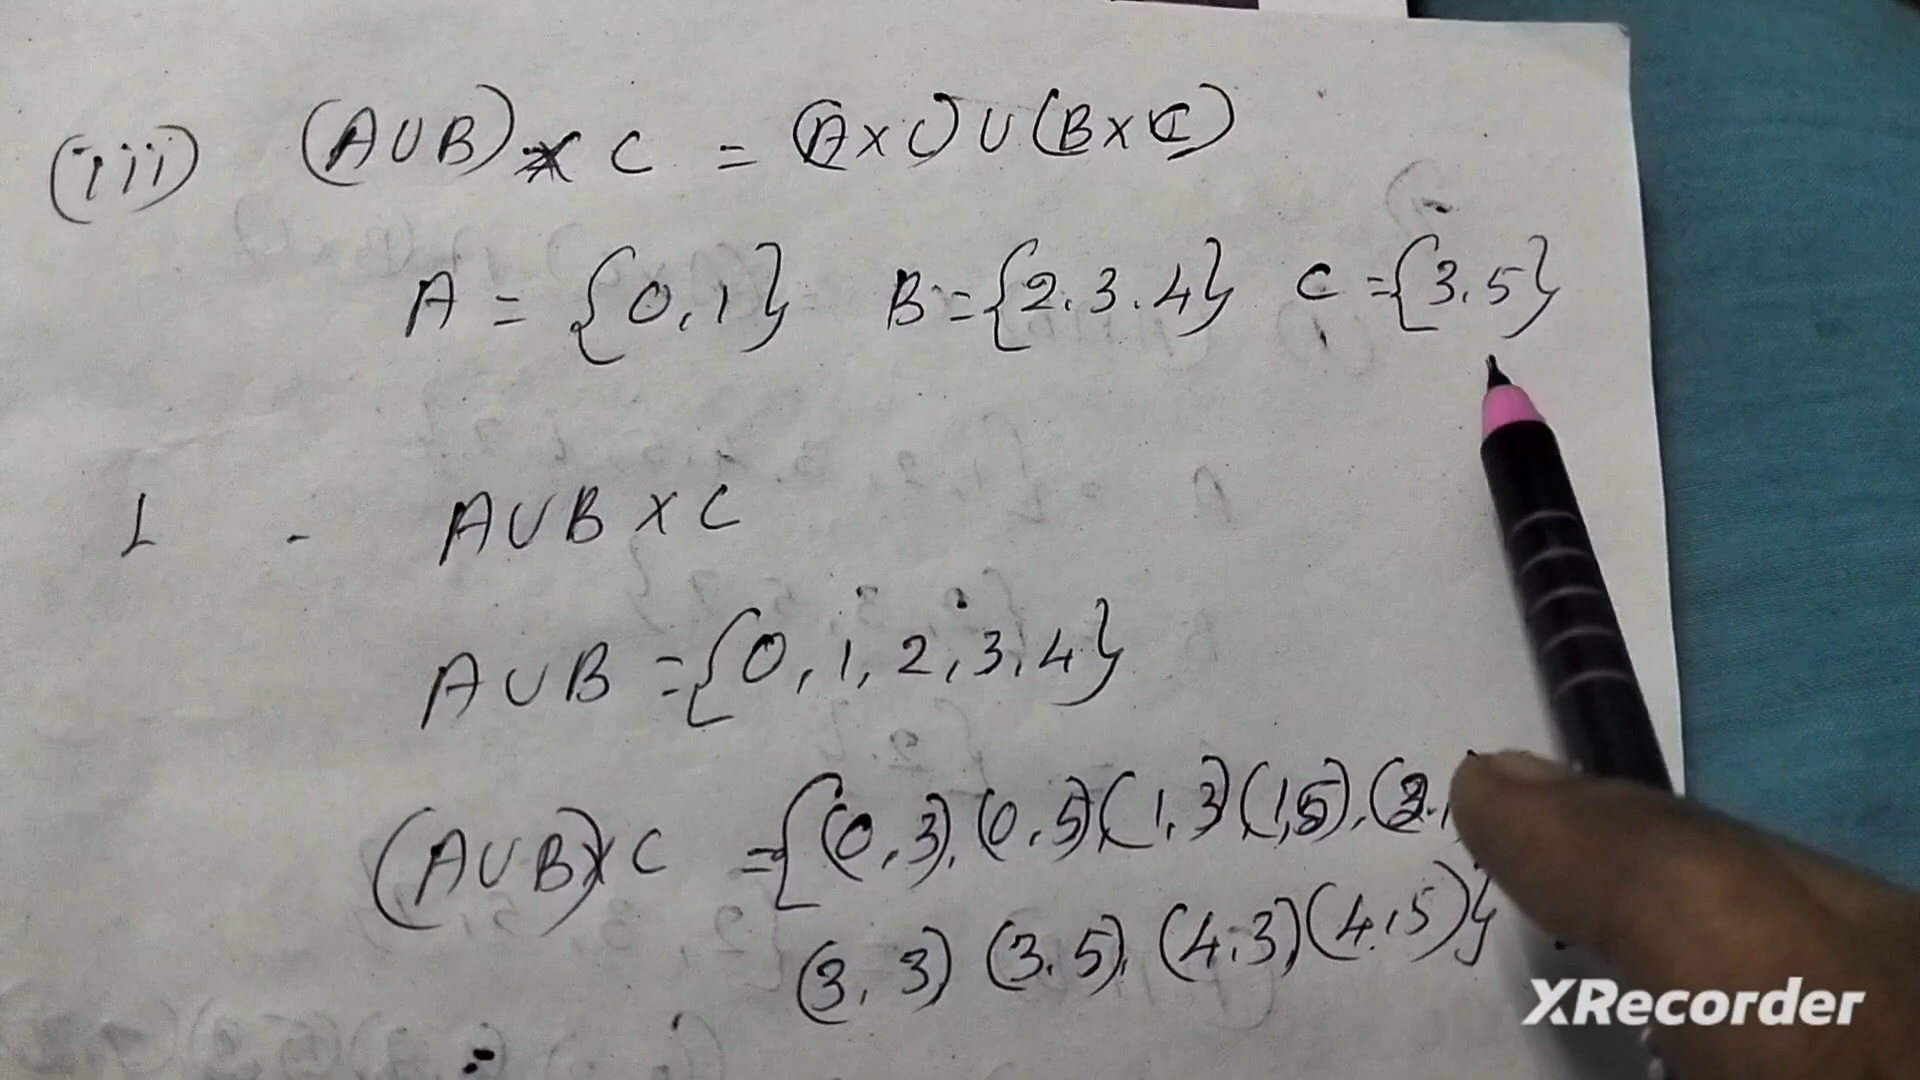 (iii) (A∪B) × C = (A×C) ∪ (B×C)
A = {0, 1} B = {2, 3, 4} C = {3, 5}
L - A∪B × C
A∪B = {0, 1, 2, 3, 4}
(A∪B)×C = {(0, 3), (0, 5) (1, 3) (1, 5), (2,
(3, 3) (3, 5), (4, 3) (4, 5)}
XRecorder